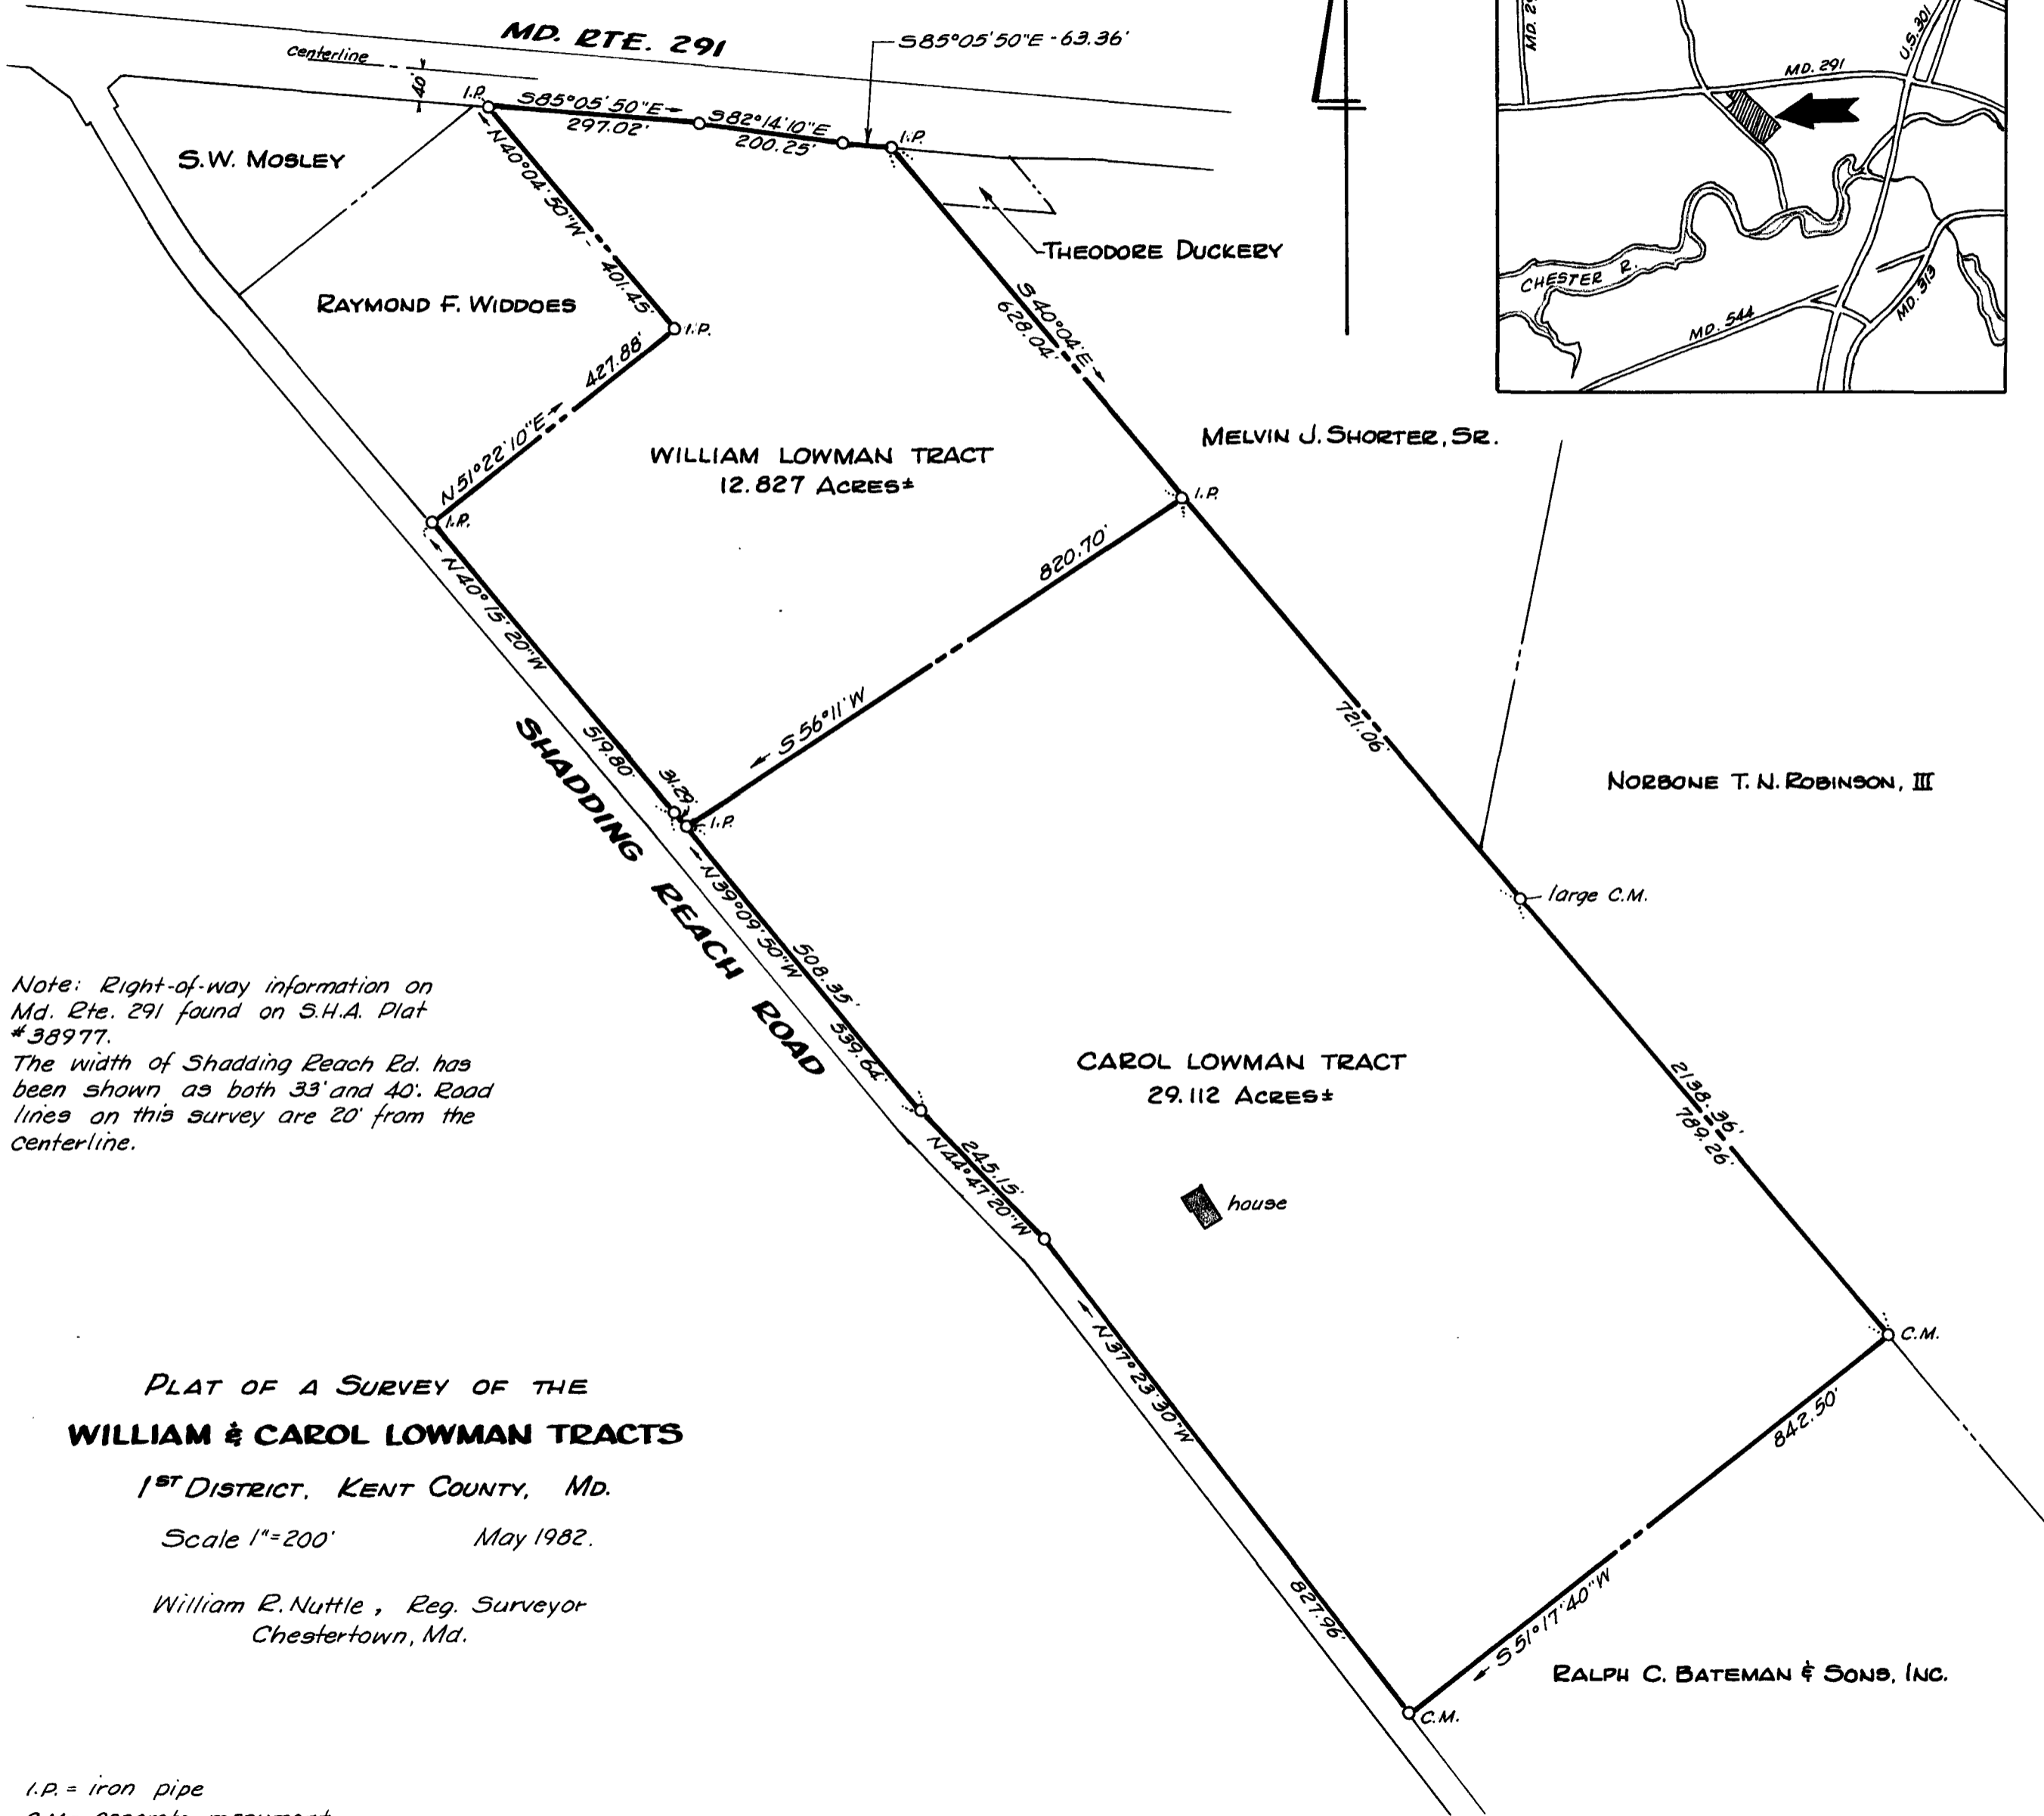 MD. RTE. 291
centerline
40'
S85°05'50"E - 63.36'
I.P.
S85°05'50"E
297.02'
S82°14'10"E
200.25'
I.P.
S.W. MOSLEY
N40°04'50"W - 401.45'
THEODORE DUCKERY
RAYMOND F. WIDDOES
I.P.
S40°04'E
628.04'
427.88'
N51°22'10"E
MELVIN J. SHORTER, SR.
WILLIAM LOWMAN TRACT
12.827 ACRES±
I.P.
I.P.
820.70'
N40°15'20"W
519.80'
S56°11'W
31.29'
I.P.
721.06'
NORBONE T. N. ROBINSON, III
SHADDING REACH ROAD
N39°09'50"W
508.35'
539.64'
large C.M.
Note: Right-of-way information on
Md. Rte. 291 found on S.H.A. Plat
#38977.
The width of Shadding Reach Rd. has
been shown as both 33' and 40'. Road
lines on this survey are 20' from the
centerline.
CAROL LOWMAN TRACT
29.112 ACRES±
2138.36'
789.26'
245.15'
N44°47'20"W
house
C.M.
N37°23'30"W
827.96'
842.50'
S51°17'40"W
C.M.
RALPH C. BATEMAN & SONS, INC.
PLAT OF A SURVEY OF THE
WILLIAM & CAROL LOWMAN TRACTS
1ST DISTRICT, KENT COUNTY, MD.
Scale 1"=200' May 1982.
William R. Nuttle, Reg. Surveyor
Chestertown, Md.
I.P. = iron pipe
U.S. 301
MD. 291
CHESTER R.
MD. 544
MD. 313